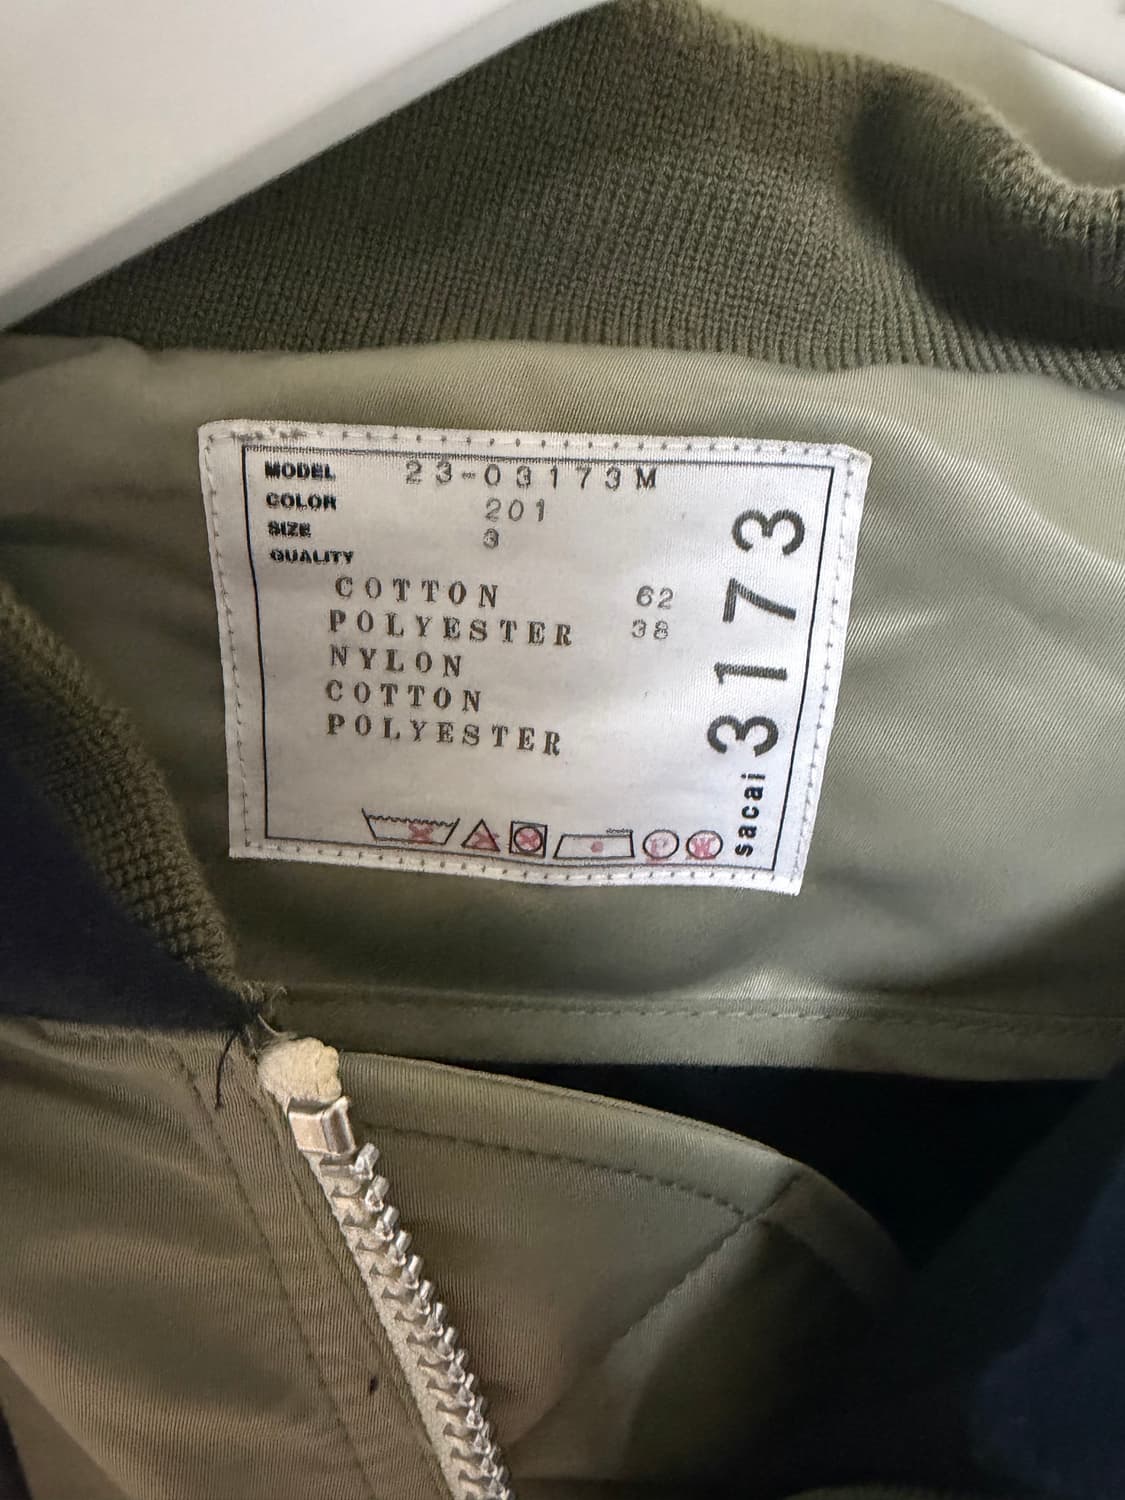 MODEL 23-03173M
COLOR 201
SIZE 3
QUALITY
COTTON 62
POLYESTER 38
NYLON
COTTON
POLYESTER
P W
sacai 3173